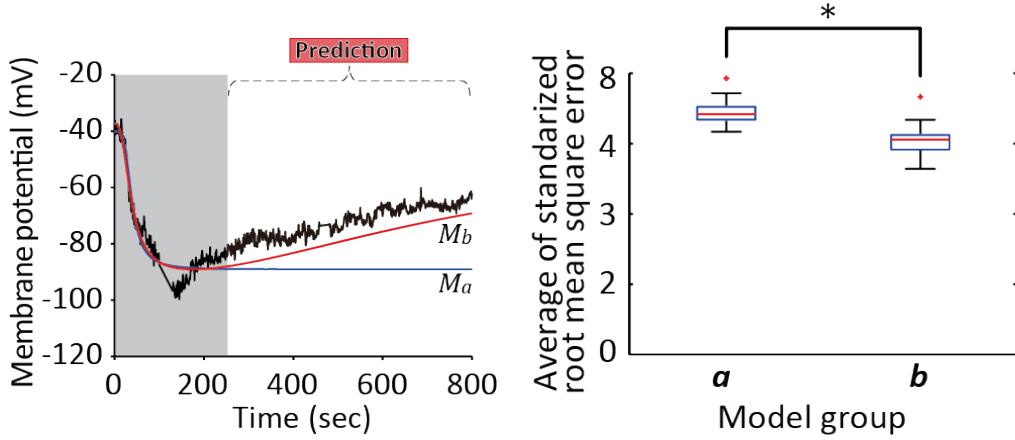 Prediction
Membrane potential (mV)
-20
-40
-60
-80
-100
-120
0
200
400
600
800
Time (sec)
Mb
Ma
*
Average of standarized
root mean square error
8
4
3
2
0
a
b
Model group